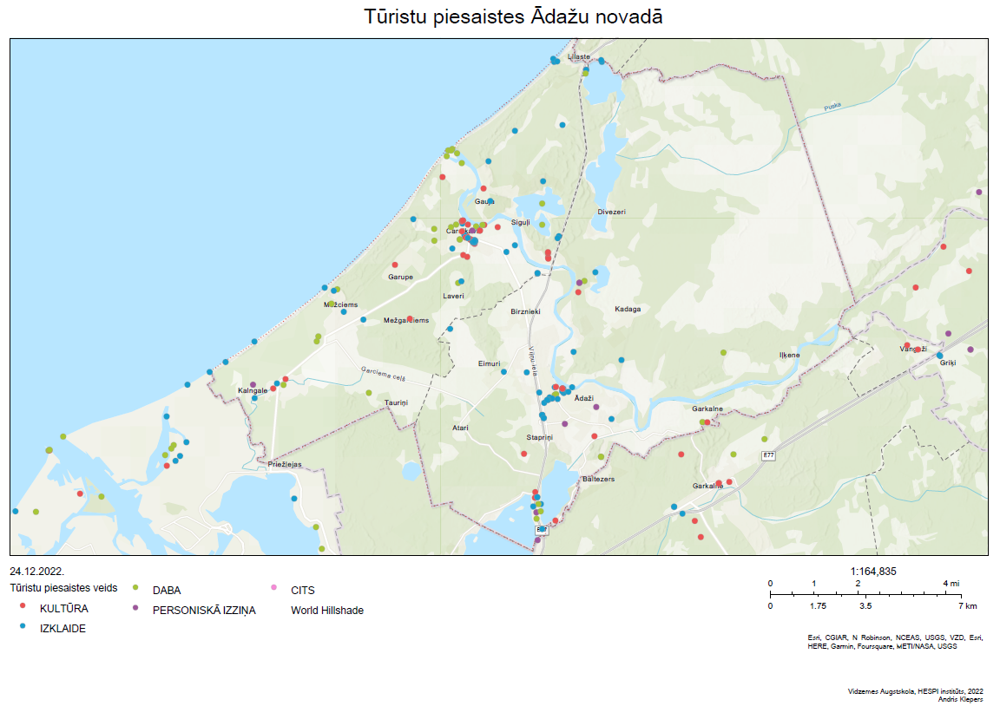 Tūristu piesaistes Ādažu novadā
Lilaste
Puska
Gauja
Siguļi
Divezeri
Carnikava
Garupe
Laveri
Mežciems
Mežgarciems
Birznieki
Kadaga
Iļķene
Vangaži
Griķi
Eimuri
Viļņu iela
Garciema ceļš
Kalngale
Tauriņi
Ādaži
Garkalne
Atari
Stapriņi
E77
Priežlejas
Baltezers
Garkalne
E67
24.12.2022.
1:164,835
Tūristu piesaistes veids
KULTŪRA
IZKLAIDE
DABA
PERSONISKĀ IZZIŅA
CITS
World Hillshade
0 1 2 4 mi
0 1.75 3.5 7 km
Esri, CGIAR, N Robinson, NCEAS, USGS, VZD, Esri,
HERE, Garmin, Foursquare, METI/NASA, USGS
Vidzemes Augstskola, HESPI institūts, 2022
Andris Klepers